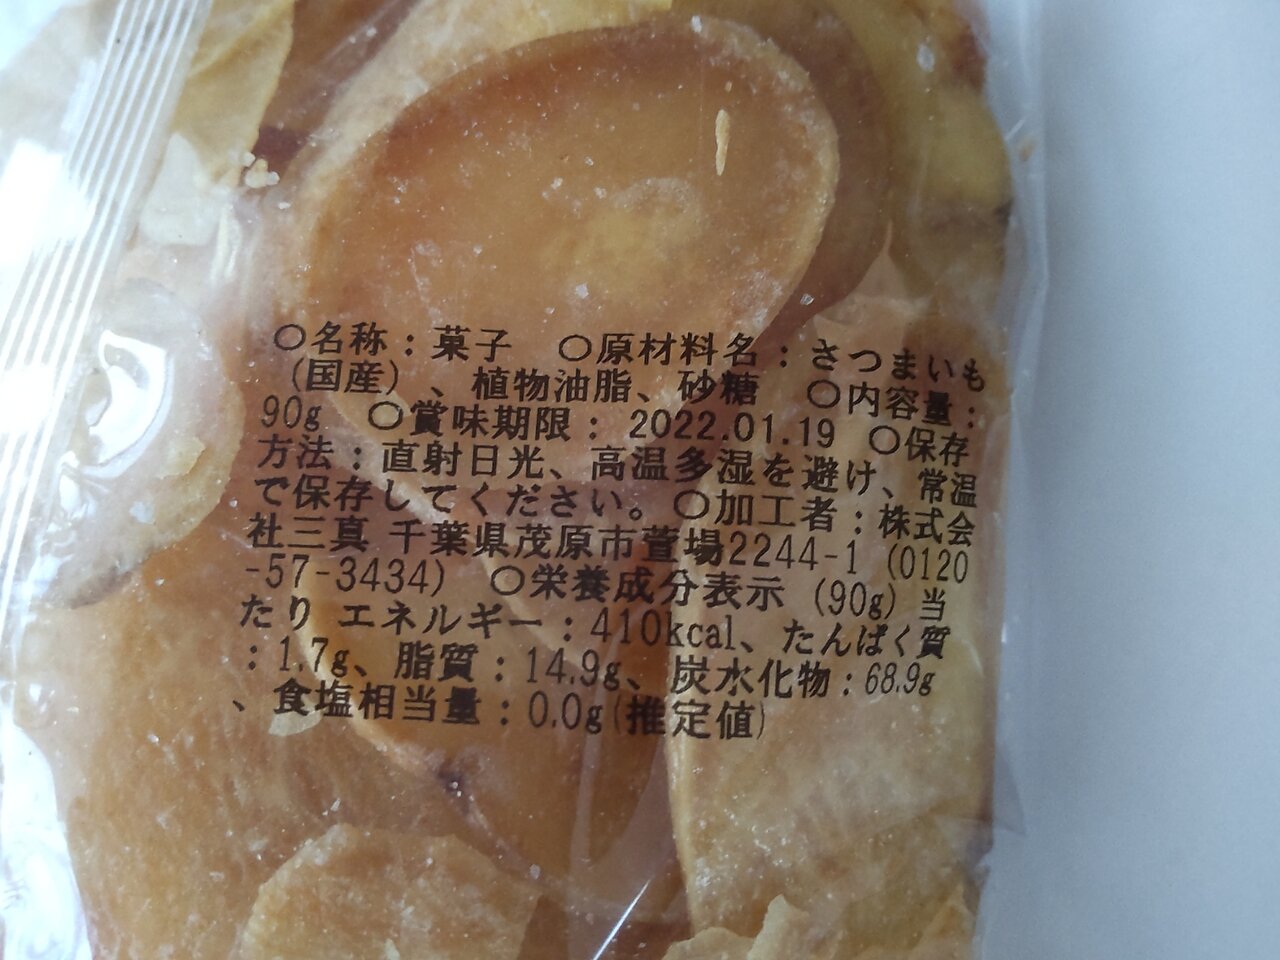 ○名称：菓子　○原材料名：さつまいも
（国産）、植物油脂、砂糖　○内容量：
90g　○賞味期限：2022.01.19　○保存
方法：直射日光、高温多湿を避け、常温
で保存してください。○加工者：株式会
社三真 千葉県茂原市萱場2244-1（0120
-57-3434）　○栄養成分表示（90g）当
たり エネルギー：410kcal、たんぱく質
：1.7g、脂質：14.9g、炭水化物：68.9g
、食塩相当量：0.0g(推定値)